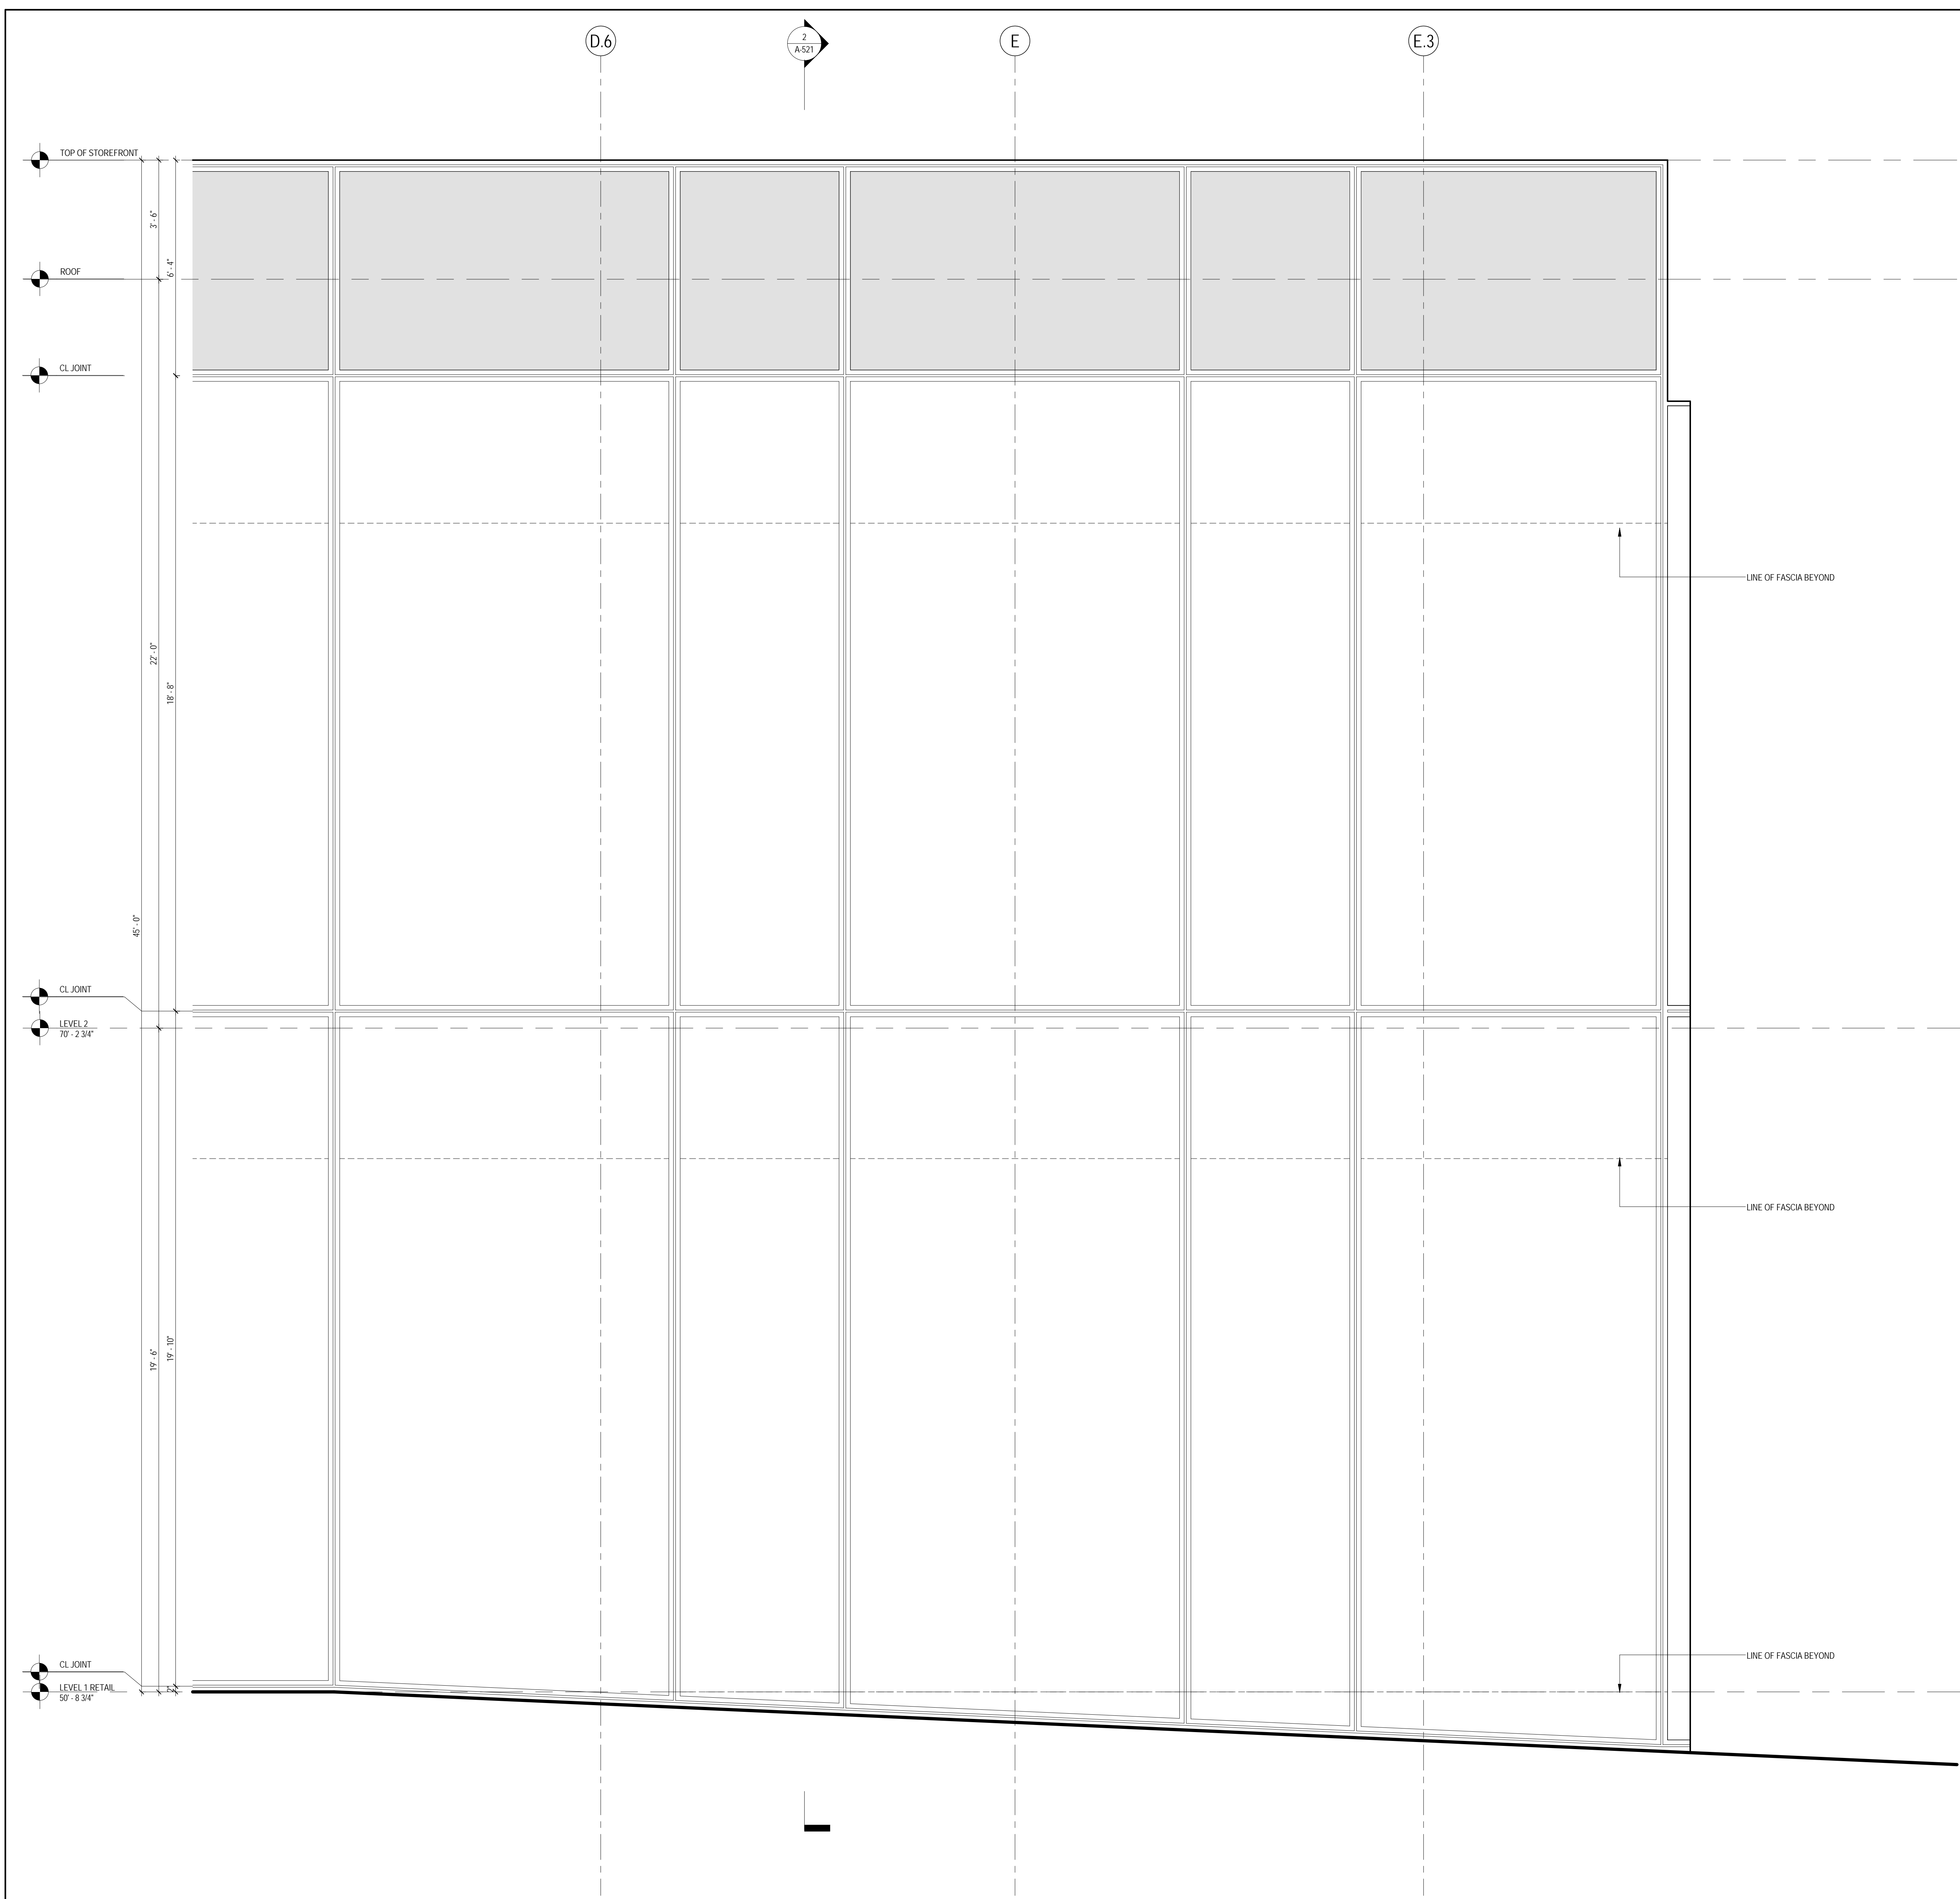 D.6
2
A-521
E
E.3
TOP OF STOREFRONT
3' - 6"
6' - 4"
ROOF
CL JOINT
LINE OF FASCIA BEYOND
22' - 0"
18' - 8"
45' - 0"
CL JOINT
LEVEL 2
70' - 2 3/4"
LINE OF FASCIA BEYOND
19' - 6"
19' - 10"
CL JOINT
LINE OF FASCIA BEYOND
LEVEL 1 RETAIL
50' - 8 3/4"
2"